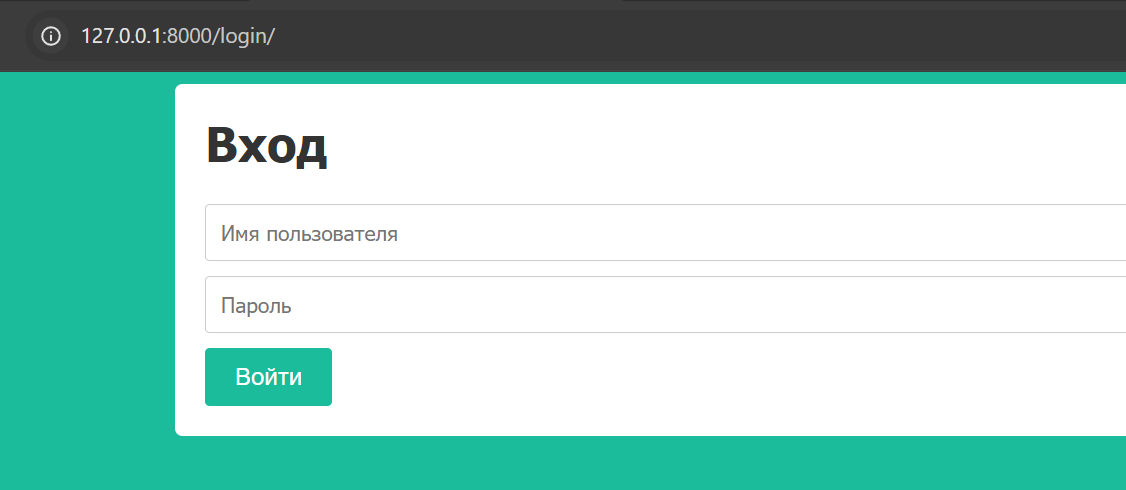 127.0.0.1:8000/login/
Вход
Имя пользователя
Пароль
Войти